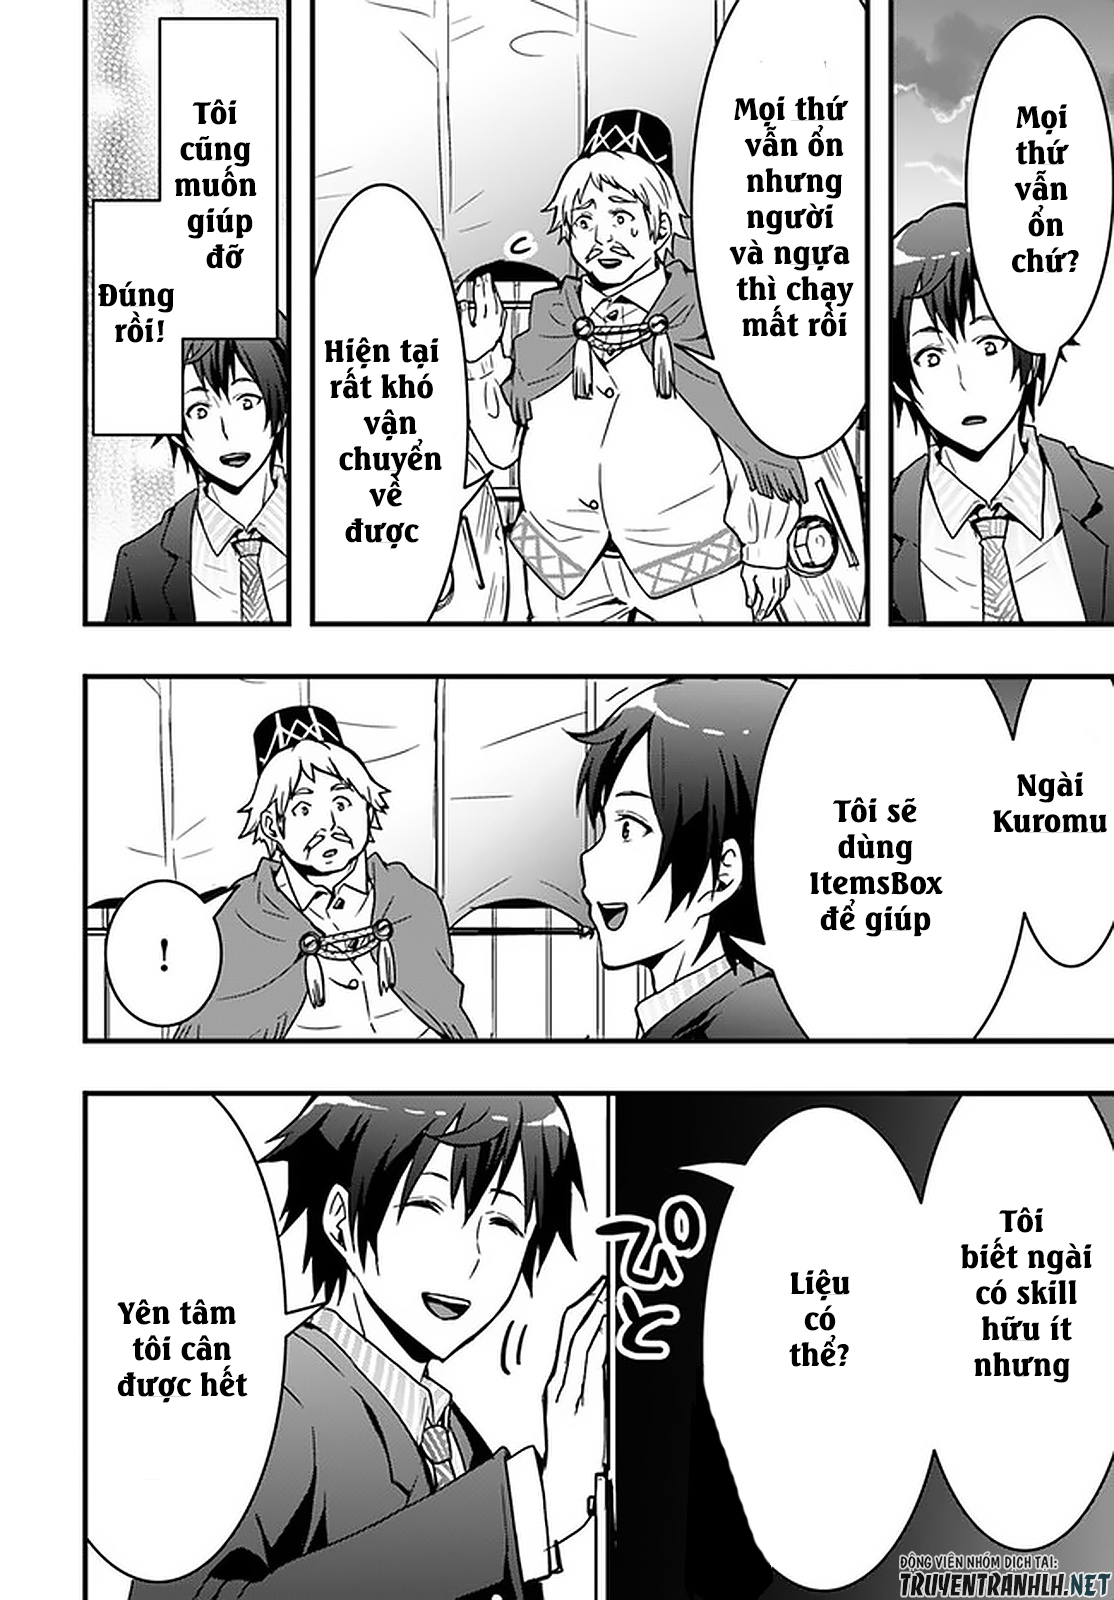 Mọi
thứ
vẫn
ổn
chứ?
Mọi thứ
vẫn ổn
nhưng
người
và ngựa
thì chạy
mất rồi
Hiện tại
rất khó
vận
chuyển
về
được
Tôi
cũng
muốn
giúp
đỡ
Đúng
rồi!
Ngài
Kuromu
Tôi sẽ
dùng
ItemsBox
để giúp
!
Tôi
biết ngài
có skill
hữu ít
nhưng
Liệu
có
thể?
ぴと
Yên tâm
tôi cân
được hết
ĐỘNG VIÊN NHÓM DỊCH TẠI:
TRUYENTRANHLH.NET